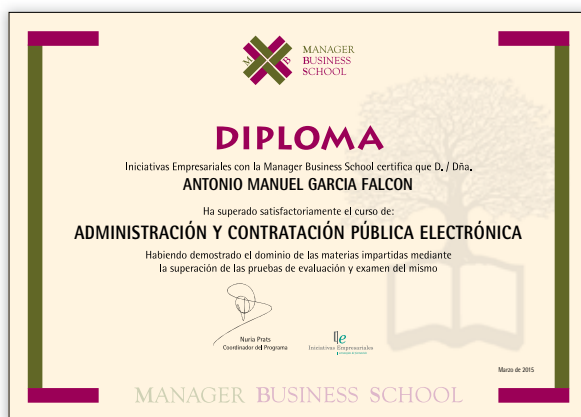 M B
MANAGER
BUSINESS
SCHOOL
DIPLOMA
Iniciativas Empresariales con la Manager Business School certifica que D. / Dña.
ANTONIO MANUEL GARCIA FALCON
Ha superado satisfactoriamente el curso de:
ADMINISTRACIÓN Y CONTRATACIÓN PÚBLICA ELECTRÓNICA
Habiendo demostrado el dominio de las materias impartidas mediante
la superación de las pruebas de evaluación y examen del mismo
Nuria Prats
Coordinador del Programa
Ie
Iniciativas Empresariales
Marzo de 2015
MANAGER BUSINESS SCHOOL